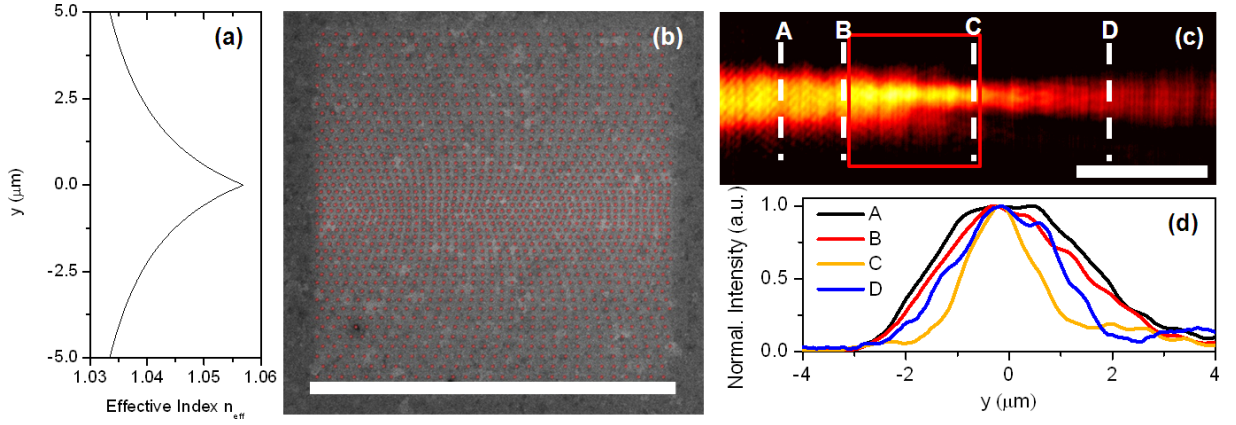 (a)
5.0
2.5
0.0
-2.5
-5.0
y (μm)
1.03 1.04 1.05 1.06
Effective Index n_eff
(b)
A B C D (c)
(d)
Normal. Intensity (a.u.)
1.0
0.5
0.0
A
B
C
D
-4 -2 0 2 4
y (μm)